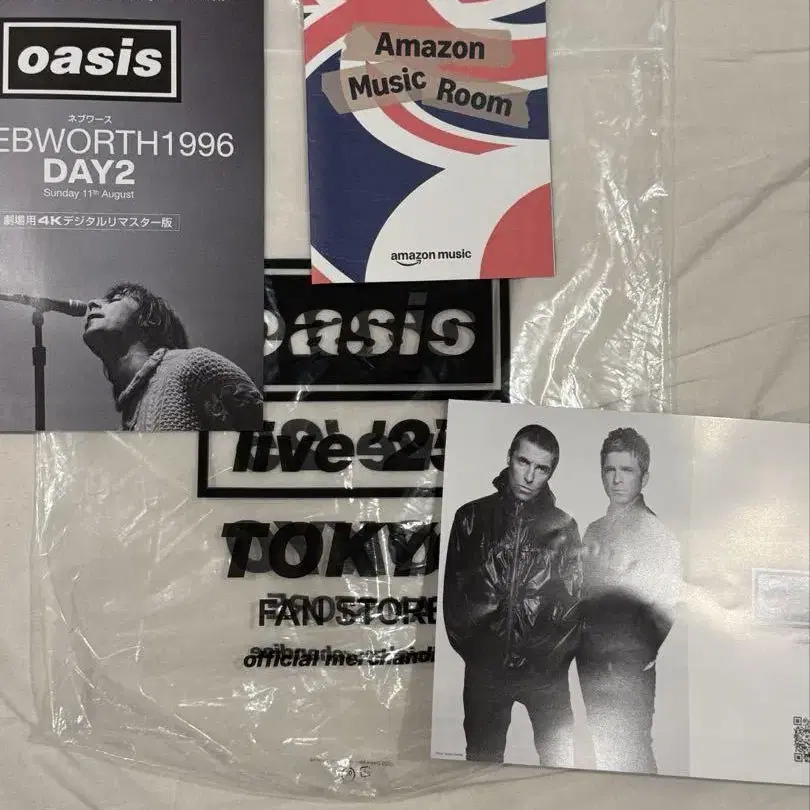 oasis
ネブワース
EBWORTH1996
DAY2
Sunday 11th August
劇場用4Kデジタルリマスター版
Amazon
Music Room
amazon music
oasis
live '25
TOKY
FAN STORE
official merchandi